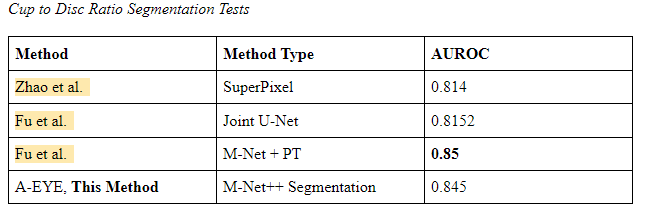 Cup to Disc Ratio Segmentation Tests
Method Method Type AUROC
Zhao et al. SuperPixel 0.814
Fu et al. Joint U-Net 0.8152
Fu et al. M-Net + PT 0.85
A-EYE, This Method M-Net++ Segmentation 0.845